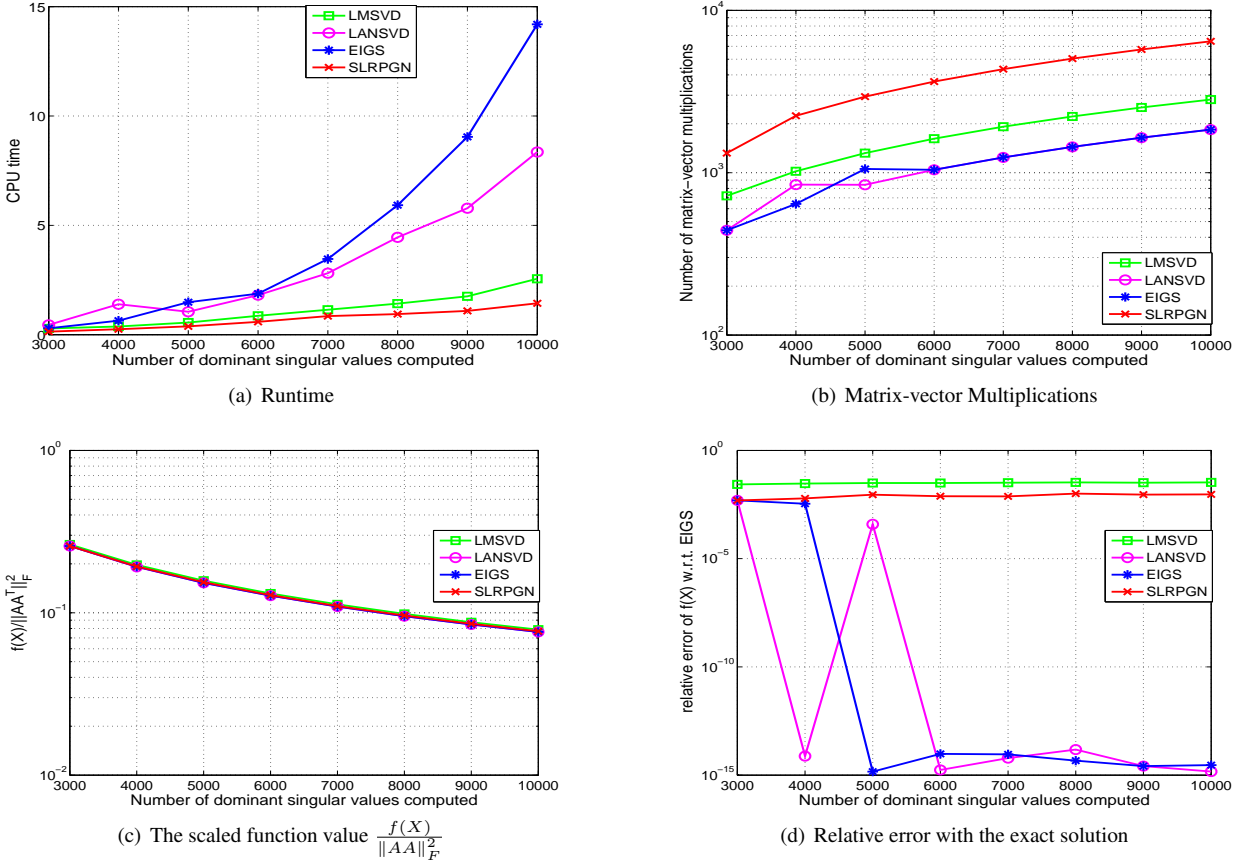 15
10
5
0
CPU time
LMSVD
LANSVD
EIGS
SLRPGN
3000 4000 5000 6000 7000 8000 9000 10000
Number of dominant singular values computed
(a) Runtime
10^4
10^3
10^2
Number of matrix−vector multiplications
LMSVD
LANSVD
EIGS
SLRPGN
3000 4000 5000 6000 7000 8000 9000 10000
Number of dominant singular values computed
(b) Matrix-vector Multiplications
10^0
10^−1
10^−2
f(X)/||AA^T||_F^2
LMSVD
LANSVD
EIGS
SLRPGN
3000 4000 5000 6000 7000 8000 9000 10000
Number of dominant singular values computed
(c) The scaled function value f(X)/‖AA‖_F^2
10^0
10^−5
10^−10
10^−15
relative error of f(X) w.r.t. EIGS
LMSVD
LANSVD
EIGS
SLRPGN
3000 4000 5000 6000 7000 8000 9000 10000
Number of dominant singular values computed
(d) Relative error with the exact solution